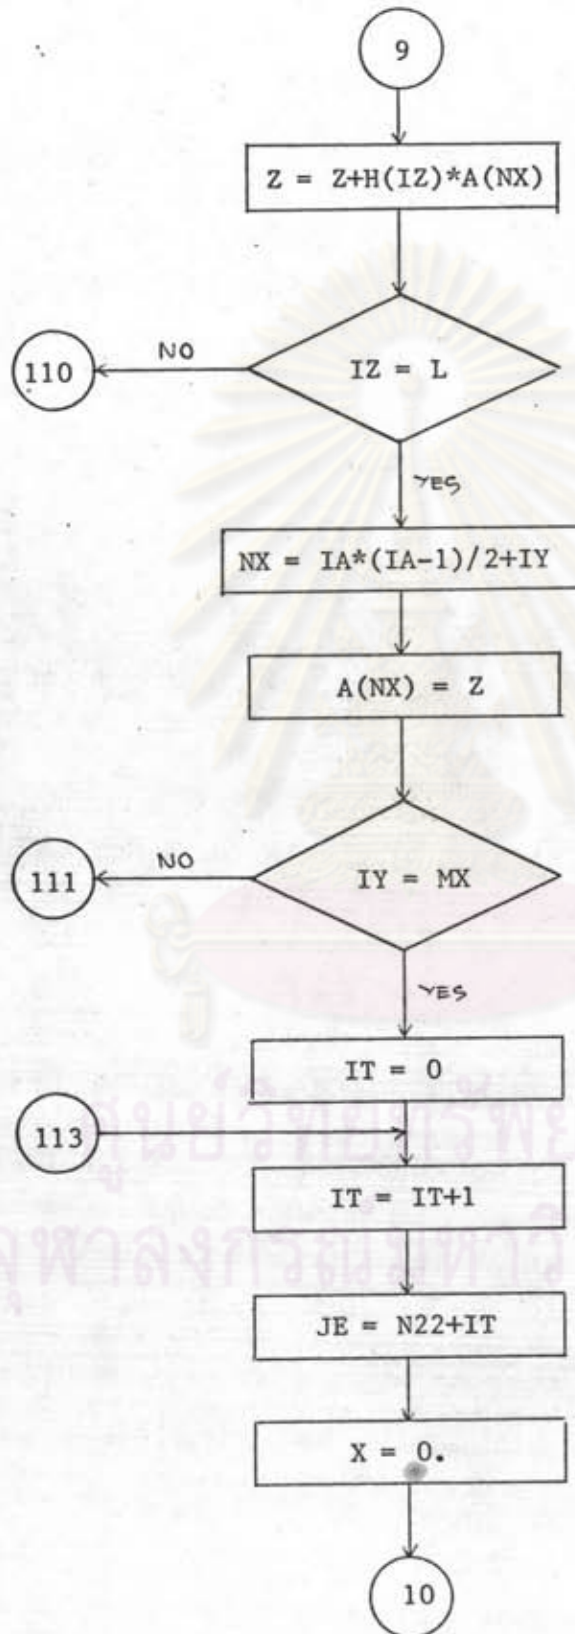 9
Z = Z+H(IZ)*A(NX)
IZ = L
NO
110
YES
NX = IA*(IA-1)/2+IY
A(NX) = Z
IY = MX
NO
111
YES
IT = 0
113
IT = IT+1
JE = N22+IT
X = 0.
10